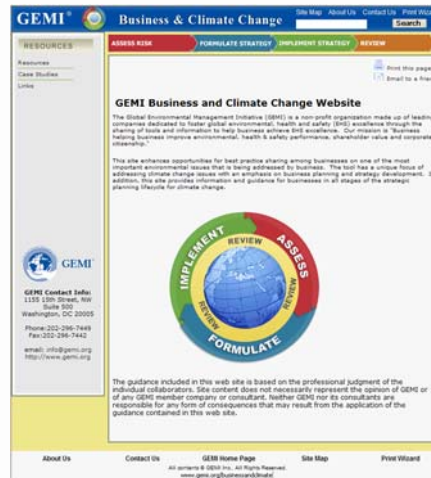 GEMI®
Business & Climate Change
Site Map About Us Contact Us Print Wiza
Search
RESOURCES
Resources
Case Studies
Links
ASSESS RISK
FORMULATE STRATEGY
IMPLEMENT STRATEGY
REVIEW
Print this page
Email to a frie
GEMI Business and Climate Change Website
The Global Environmental Management Initiative (GEMI) is a non-profit organization made up of leadin
companies dedicated to foster global environmental, health and safety (EHS) excellence through the
sharing of tools and information to help business achieve EHS excellence. Our mission is "Business
helping business improve environmental, health & safety performance, shareholder value and corporate
citizenship."
This site enhances opportunities for best practice sharing among businesses on one of the most
important environmental issues that is being addressed by business. The tool has a unique focus of
addressing climate change issues with an emphasis on business planning and strategy development. I
addition, this site provides information and guidance for businesses in all stages of the strategic
planning lifecycle for climate change.
IMPLEMENT
REVIEW
ASSESS
REVIEW
REVIEW
FORMULATE
GEMI
GEMI Contact Info:
1155 15th Street, NW
Suite 500
Washington, DC 20005
Phone:202-296-7449
Fax:202-296-7442
email: info@gemi.org
http://www.gemi.org
The guidance included in this web site is based on the professional judgment of the
individual collaborators. Site content does not necessarily represent the opinion of GEMI or
of any GEMI member company or consultant. Neither GEMI nor its consultants are
responsible for any form of consequences that may result from the application of the
guidance contained in this web site.
About Us Contact Us GEMI Home Page Site Map Print Wizard
All contents © GEMI Inc. All Rights Reserved.
www.gemi.org/businessandclimate/